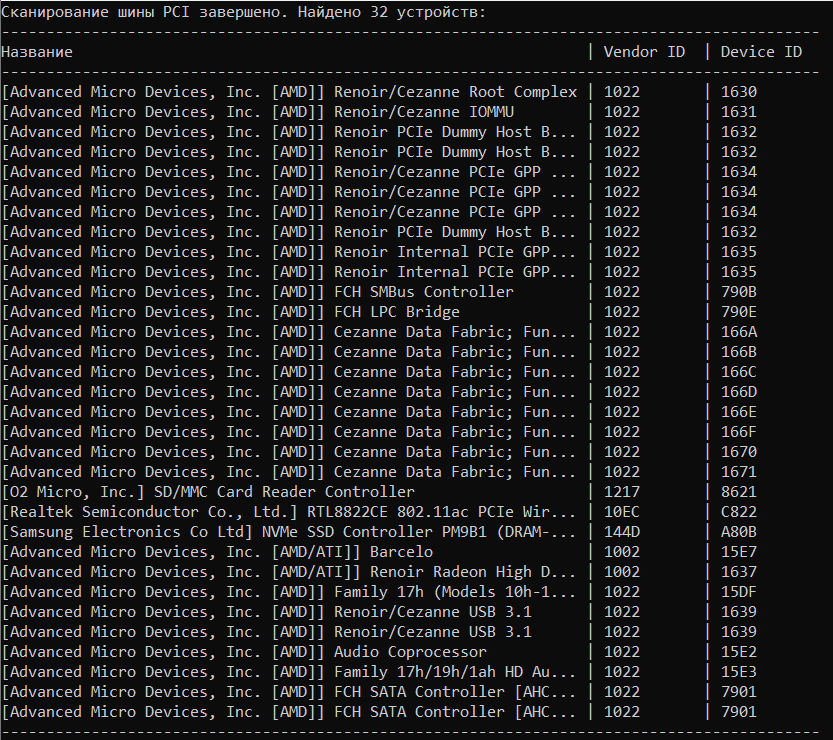 Сканирование шины PCI завершено. Найдено 32 устройств:
-------------------------------------------------------------------------------------------
Название | Vendor ID | Device ID
-------------------------------------------------------------------------------------------
[Advanced Micro Devices, Inc. [AMD]] Renoir/Cezanne Root Complex | 1022 | 1630
[Advanced Micro Devices, Inc. [AMD]] Renoir/Cezanne IOMMU | 1022 | 1631
[Advanced Micro Devices, Inc. [AMD]] Renoir PCIe Dummy Host B... | 1022 | 1632
[Advanced Micro Devices, Inc. [AMD]] Renoir PCIe Dummy Host B... | 1022 | 1632
[Advanced Micro Devices, Inc. [AMD]] Renoir/Cezanne PCIe GPP ... | 1022 | 1634
[Advanced Micro Devices, Inc. [AMD]] Renoir/Cezanne PCIe GPP ... | 1022 | 1634
[Advanced Micro Devices, Inc. [AMD]] Renoir/Cezanne PCIe GPP ... | 1022 | 1634
[Advanced Micro Devices, Inc. [AMD]] Renoir PCIe Dummy Host B... | 1022 | 1632
[Advanced Micro Devices, Inc. [AMD]] Renoir Internal PCIe GPP... | 1022 | 1635
[Advanced Micro Devices, Inc. [AMD]] Renoir Internal PCIe GPP... | 1022 | 1635
[Advanced Micro Devices, Inc. [AMD]] FCH SMBus Controller | 1022 | 790B
[Advanced Micro Devices, Inc. [AMD]] FCH LPC Bridge | 1022 | 790E
[Advanced Micro Devices, Inc. [AMD]] Cezanne Data Fabric; Fun... | 1022 | 166A
[Advanced Micro Devices, Inc. [AMD]] Cezanne Data Fabric; Fun... | 1022 | 166B
[Advanced Micro Devices, Inc. [AMD]] Cezanne Data Fabric; Fun... | 1022 | 166C
[Advanced Micro Devices, Inc. [AMD]] Cezanne Data Fabric; Fun... | 1022 | 166D
[Advanced Micro Devices, Inc. [AMD]] Cezanne Data Fabric; Fun... | 1022 | 166E
[Advanced Micro Devices, Inc. [AMD]] Cezanne Data Fabric; Fun... | 1022 | 166F
[Advanced Micro Devices, Inc. [AMD]] Cezanne Data Fabric; Fun... | 1022 | 1670
[Advanced Micro Devices, Inc. [AMD]] Cezanne Data Fabric; Fun... | 1022 | 1671
[O2 Micro, Inc.] SD/MMC Card Reader Controller | 1217 | 8621
[Realtek Semiconductor Co., Ltd.] RTL8822CE 802.11ac PCIe Wir... | 10EC | C822
[Samsung Electronics Co Ltd] NVMe SSD Controller PM9B1 (DRAM-... | 144D | A80B
[Advanced Micro Devices, Inc. [AMD/ATI]] Barcelo | 1002 | 15E7
[Advanced Micro Devices, Inc. [AMD/ATI]] Renoir Radeon High D... | 1002 | 1637
[Advanced Micro Devices, Inc. [AMD]] Family 17h (Models 10h-1... | 1022 | 15DF
[Advanced Micro Devices, Inc. [AMD]] Renoir/Cezanne USB 3.1 | 1022 | 1639
[Advanced Micro Devices, Inc. [AMD]] Renoir/Cezanne USB 3.1 | 1022 | 1639
[Advanced Micro Devices, Inc. [AMD]] Audio Coprocessor | 1022 | 15E2
[Advanced Micro Devices, Inc. [AMD]] Family 17h/19h/1ah HD Au... | 1022 | 15E3
[Advanced Micro Devices, Inc. [AMD]] FCH SATA Controller [AHC... | 1022 | 7901
[Advanced Micro Devices, Inc. [AMD]] FCH SATA Controller [AHC... | 1022 | 7901
-------------------------------------------------------------------------------------------